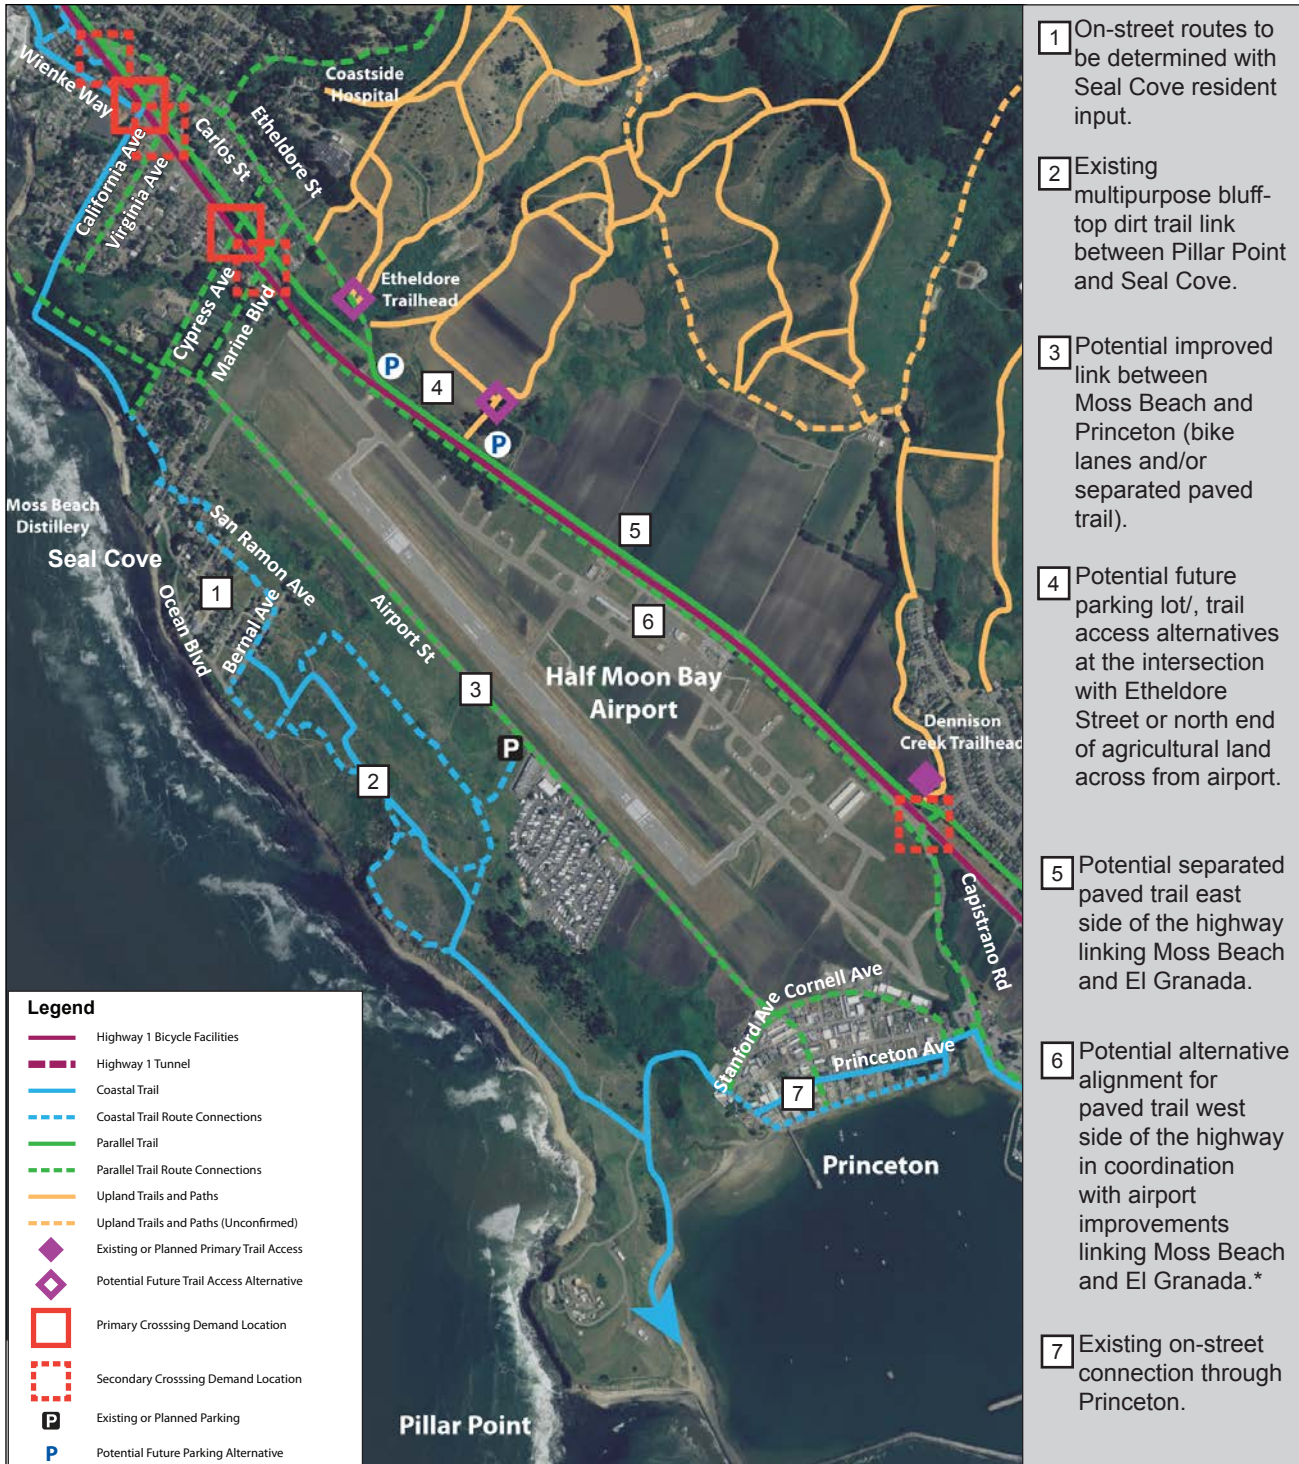 Wienke Way
Coastside
Hospital
Etheldore St
Carlos St
California Ave
Virginia Ave
Etheldore
Trailhead
Cypress Ave
Marine Blvd
P
4
P
Moss Beach
Distillery
San Ramon Ave
5
Seal Cove
1
Ocean Blvd
Bernal Ave
Airport St
6
3
Half Moon Bay
Airport
P
Dennison
Creek Trailhead
2
Capistrano Rd
Cornell Ave
Stanford Ave
Princeton Ave
7
Princeton
Pillar Point
Legend
Highway 1 Bicycle Facilities
Highway 1 Tunnel
Coastal Trail
Coastal Trail Route Connections
Parallel Trail
Parallel Trail Route Connections
Upland Trails and Paths
Upland Trails and Paths (Unconfirmed)
Existing or Planned Primary Trail Access
Potential Future Trail Access Alternative
Primary Crosssing Demand Location
Secondary Crosssing Demand Location
P Existing or Planned Parking
P Potential Future Parking Alternative
1 On-street routes to
be determined with
Seal Cove resident
input.
2 Existing
multipurpose bluff-
top dirt trail link
between Pillar Point
and Seal Cove.
3 Potential improved
link between
Moss Beach and
Princeton (bike
lanes and/or
separated paved
trail).
4 Potential future
parking lot/, trail
access alternatives
at the intersection
with Etheldore
Street or north end
of agricultural land
across from airport.
5 Potential separated
paved trail east
side of the highway
linking Moss Beach
and El Granada.
6 Potential alternative
alignment for
paved trail west
side of the highway
in coordination
with airport
improvements
linking Moss Beach
and El Granada.*
7 Existing on-street
connection through
Princeton.